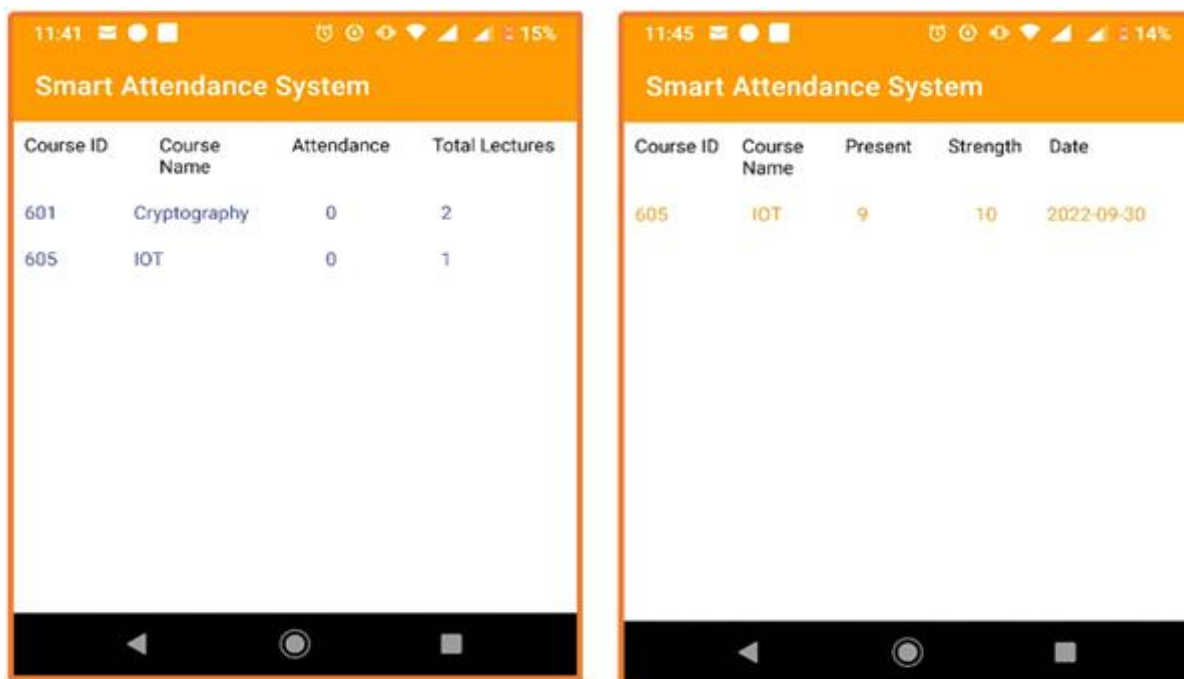 11:41 15%
Smart Attendance System
Course ID Course Name Attendance Total Lectures
601 Cryptography 0 2
605 IOT 0 1
11:45 14%
Smart Attendance System
Course ID Course Name Present Strength Date
605 IOT 9 10 2022-09-30